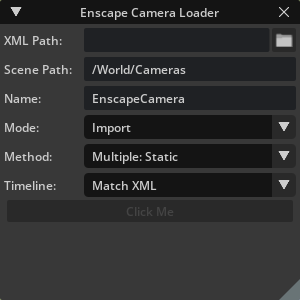 Enscape Camera Loader
XML Path:
Scene Path: /World/Cameras
Name: EnscapeCamera
Mode: Import
Method: Multiple: Static
Timeline: Match XML
Click Me